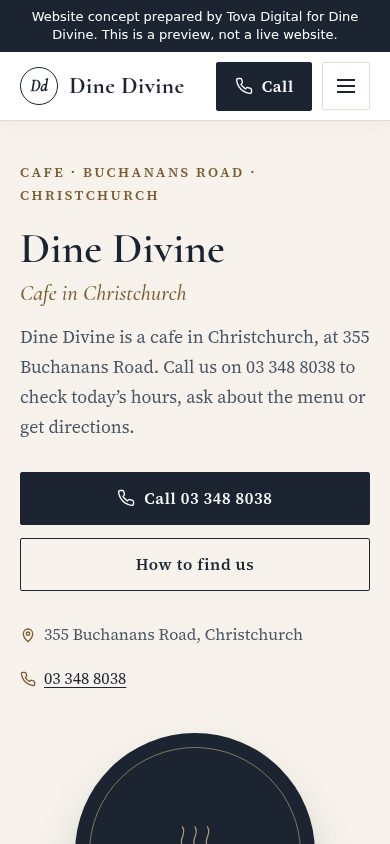 Website concept prepared by Tova Digital for Dine
Divine. This is a preview, not a live website.
Dd Dine Divine Call
CAFE · BUCHANANS ROAD ·
CHRISTCHURCH
Dine Divine
Cafe in Christchurch
Dine Divine is a cafe in Christchurch, at 355
Buchanans Road. Call us on 03 348 8038 to
check today’s hours, ask about the menu or
get directions.
Call 03 348 8038
How to find us
355 Buchanans Road, Christchurch
03 348 8038